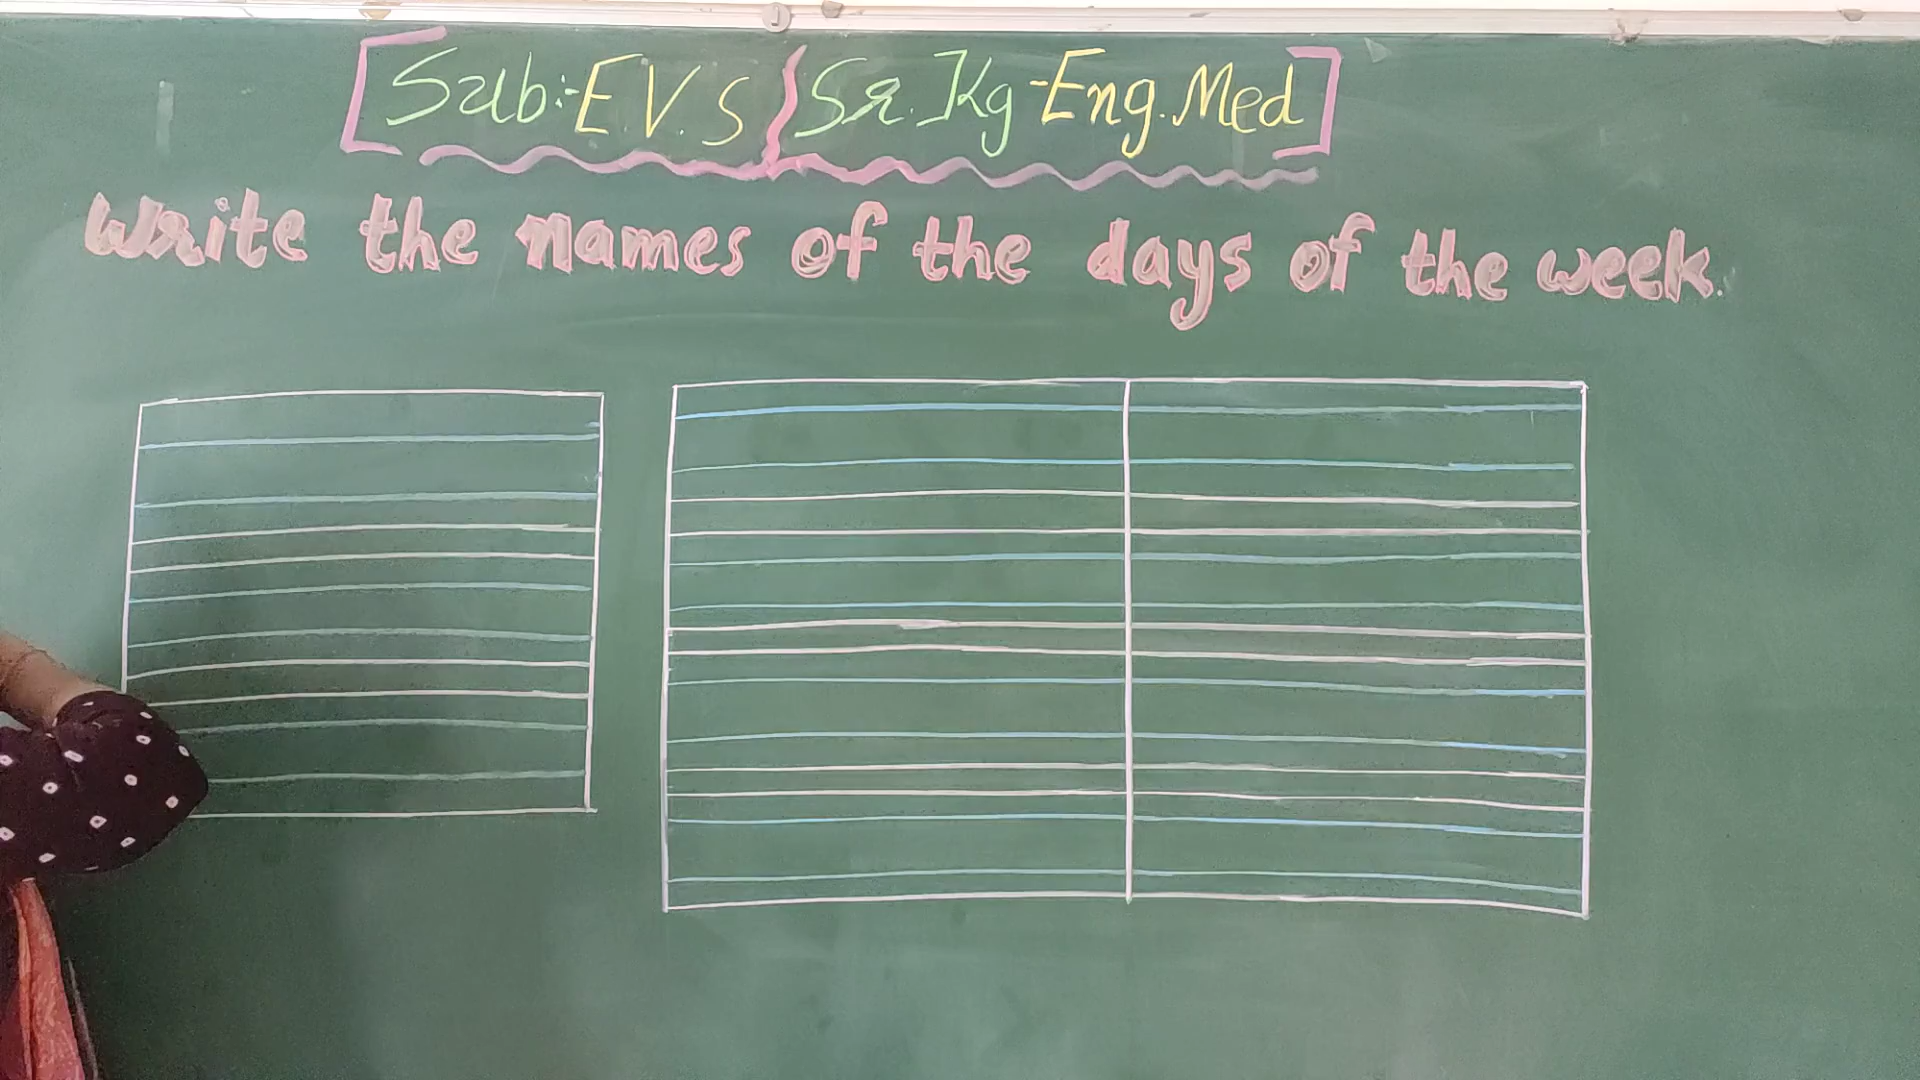 [Sub:- E.V.S / Sr. Kg - Eng. Med]
Write the names of the days of the week.